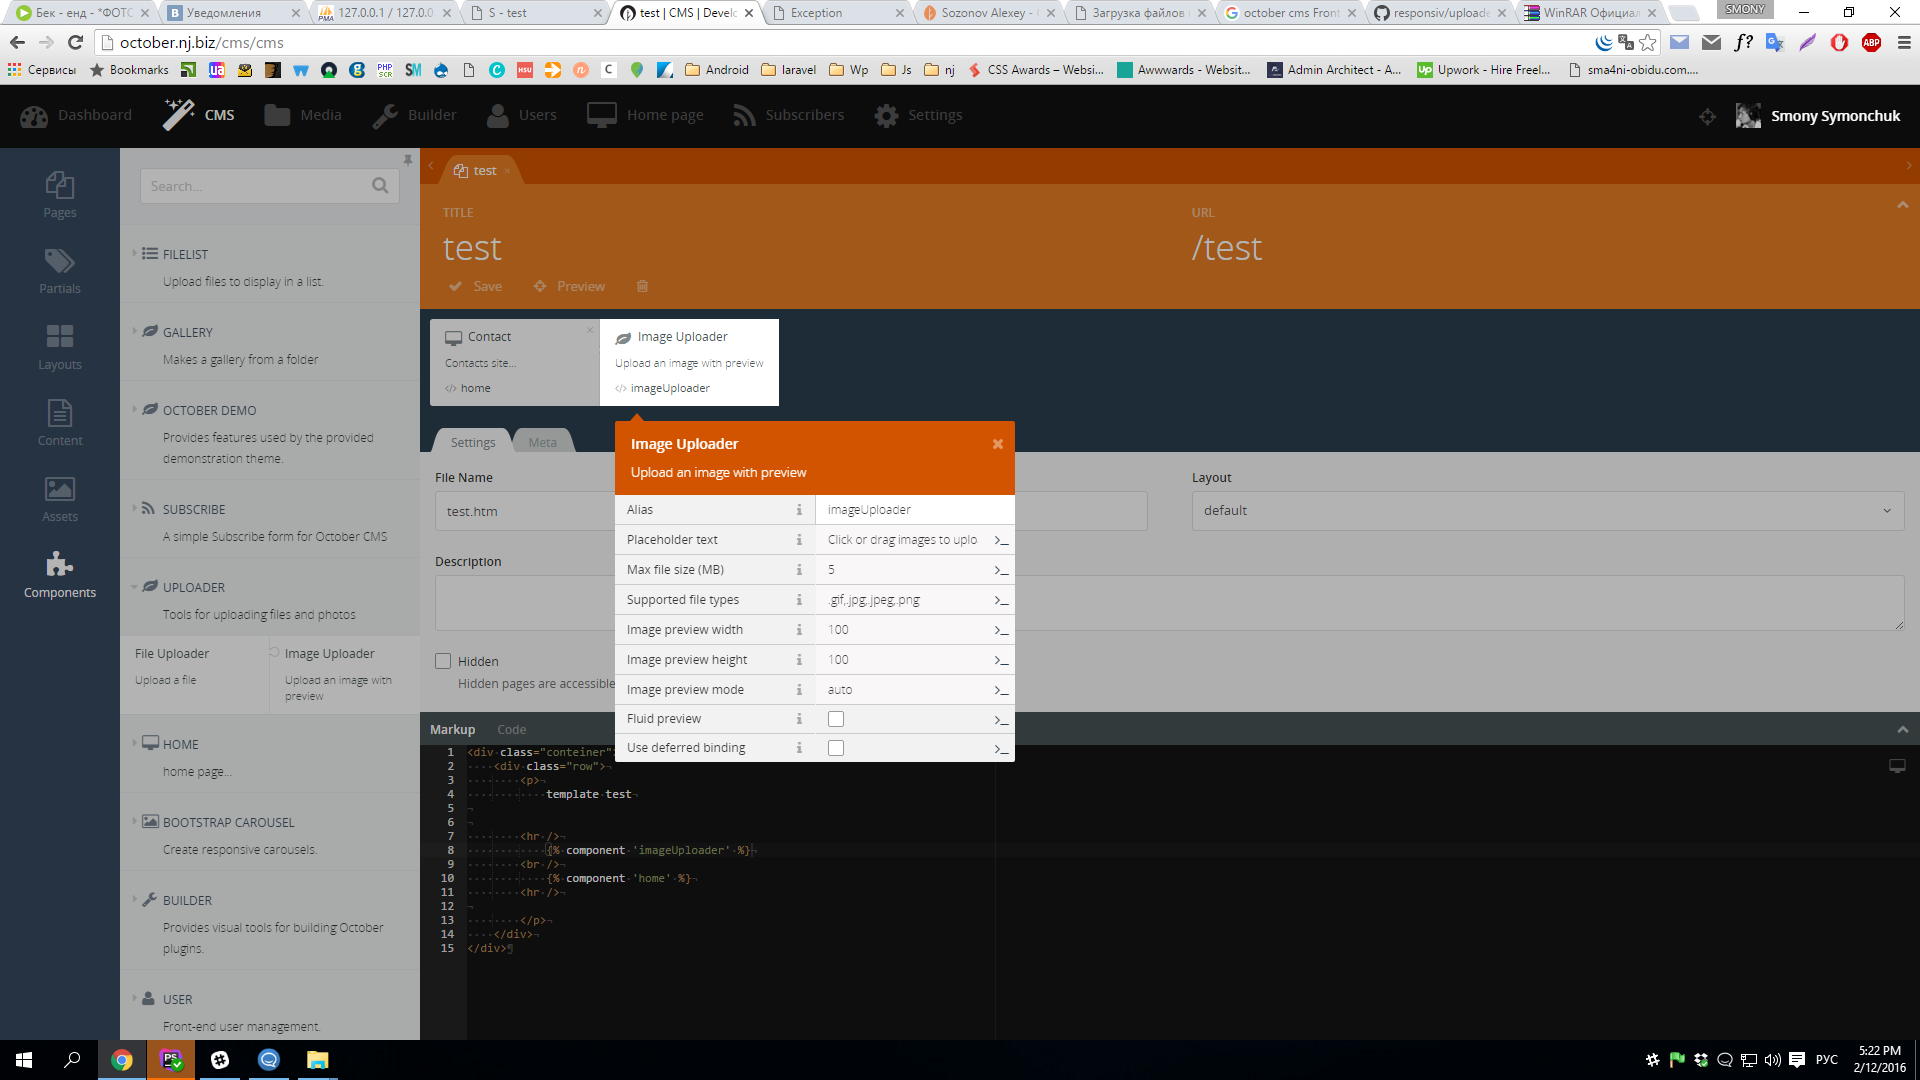 Бек - енд - *ФОТО
Уведомления
127.0.0.1 / 127.0.0
S - test
test | CMS | Develo
Exception
Sozonov Alexey -
Загрузка файлов
october cms Front
responsiv/uploade
WinRAR Официал
SMONY
october.nj.biz/cms/cms
Сервисы
Bookmarks
Android
laravel
Wp
Js
nj
CSS Awards – Websi...
Awwwards - Websit...
Admin Architect - A...
Upwork - Hire Freel...
sma4ni-obidu.com....
Dashboard
CMS
Media
Builder
Users
Home page
Subscribers
Settings
Smony Symonchuk
Pages
Partials
Layouts
Content
Assets
Components
Search...
FILELIST
Upload files to display in a list.
GALLERY
Makes a gallery from a folder
OCTOBER DEMO
Provides features used by the provided
demonstration theme.
SUBSCRIBE
A simple Subscribe form for October CMS
UPLOADER
Tools for uploading files and photos
File Uploader
Upload a file
Image Uploader
Upload an image with
preview
HOME
home page...
BOOTSTRAP CAROUSEL
Create responsive carousels.
BUILDER
Provides visual tools for building October
plugins.
USER
Front-end user management.
test
TITLE
test
URL
/test
Save
Preview
Contact
Contacts site...
home
Image Uploader
Upload an image with preview
imageUploader
Settings
Meta
File Name
test.htm
Layout
default
Description
Hidden
Hidden pages are accessible
Image Uploader
Upload an image with preview
Alias
imageUploader
Placeholder text
Click or drag images to uplo
Max file size (MB)
5
Supported file types
.gif,.jpg,.jpeg,.png
Image preview width
100
Image preview height
100
Image preview mode
auto
Fluid preview
Use deferred binding
Markup
Code
1 <div class="conteiner">
2 <div class="row">
3 <p>
4 template test
5
6
7 <hr />
8 {% component 'imageUploader' %}
9 <br />
10 {% component 'home' %}
11 <hr />
12
13 </p>
14 </div>
15 </div>
РУС
5:22 PM
2/12/2016